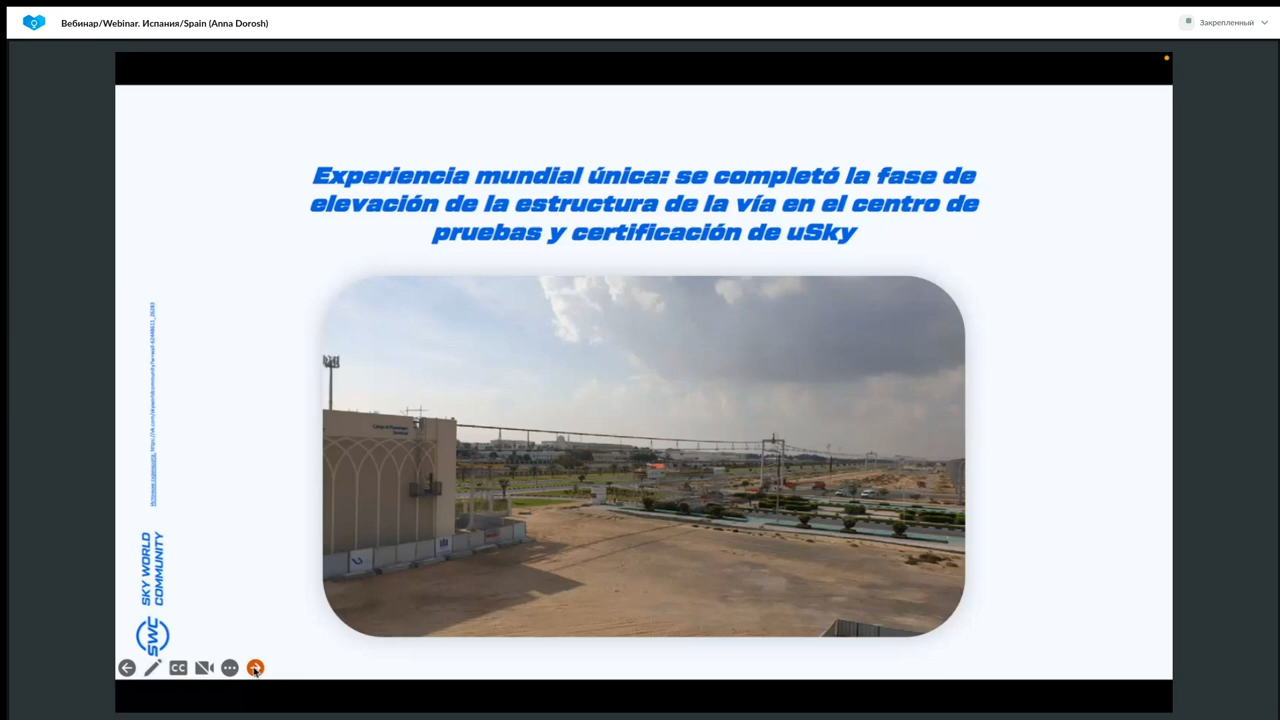 Вебинар/Webinar. Испания/Spain (Anna Dorosh)
Закрепленный
Experiencia mundial única: se completó la fase de
elevación de la estructura de la vía en el centro de
pruebas y certificación de uSky
SKY WORLD
COMMUNITY
SWC
CC